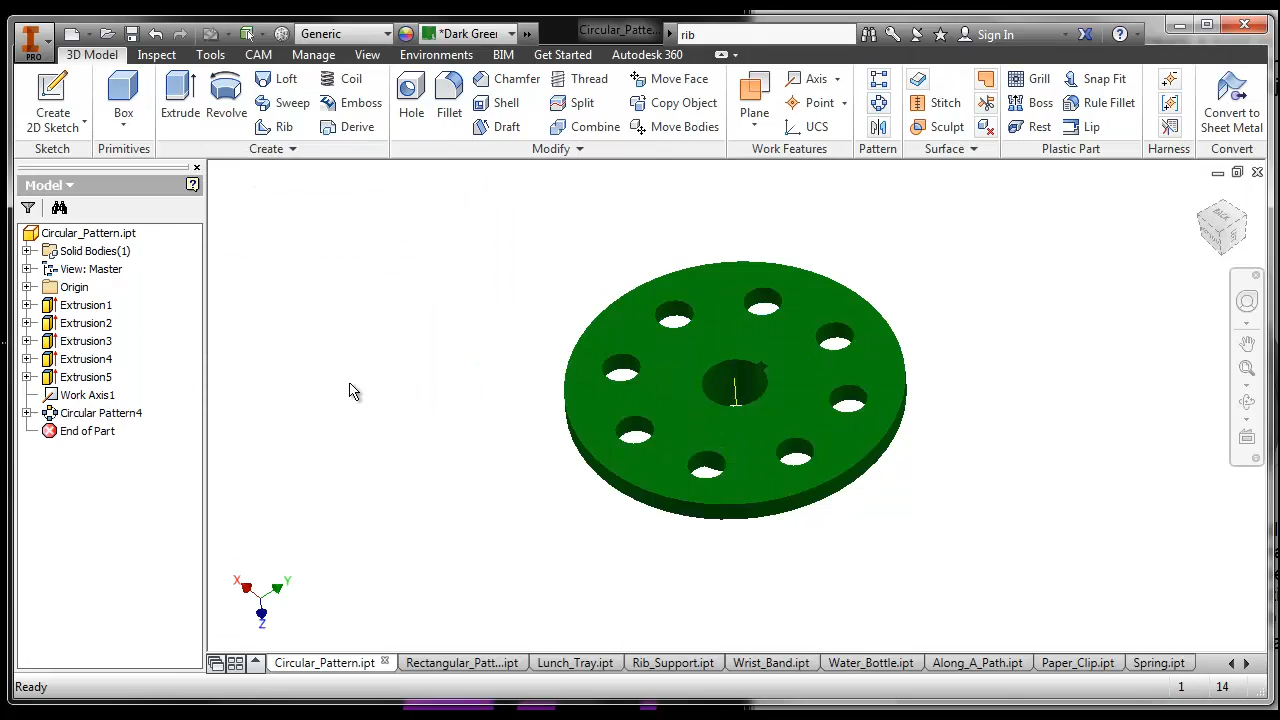 PRO
Generic
*Dark Gree
Circular_Patte...
rib
Sign In
3D Model
Inspect
Tools
CAM
Manage
View
Environments
BIM
Get Started
Autodesk 360
Create
2D Sketch
Box
Extrude
Revolve
Loft
Sweep
Rib
Coil
Emboss
Derive
Hole
Fillet
Chamfer
Shell
Draft
Thread
Split
Combine
Move Face
Copy Object
Move Bodies
Plane
Axis
Point
UCS
Stitch
Sculpt
Grill
Boss
Rest
Snap Fit
Rule Fillet
Lip
Convert to
Sheet Metal
Sketch
Primitives
Create
Modify
Work Features
Pattern
Surface
Plastic Part
Harness
Convert
Model
Circular_Pattern.ipt
Solid Bodies(1)
View: Master
Origin
Extrusion1
Extrusion2
Extrusion3
Extrusion4
Extrusion5
Work Axis1
Circular Pattern4
End of Part
BACK
X
Y
Z
Circular_Pattern.ipt
Rectangular_Patt...ipt
Lunch_Tray.ipt
Rib_Support.ipt
Wrist_Band.ipt
Water_Bottle.ipt
Along_A_Path.ipt
Paper_Clip.ipt
Spring.ipt
Ready
1
14